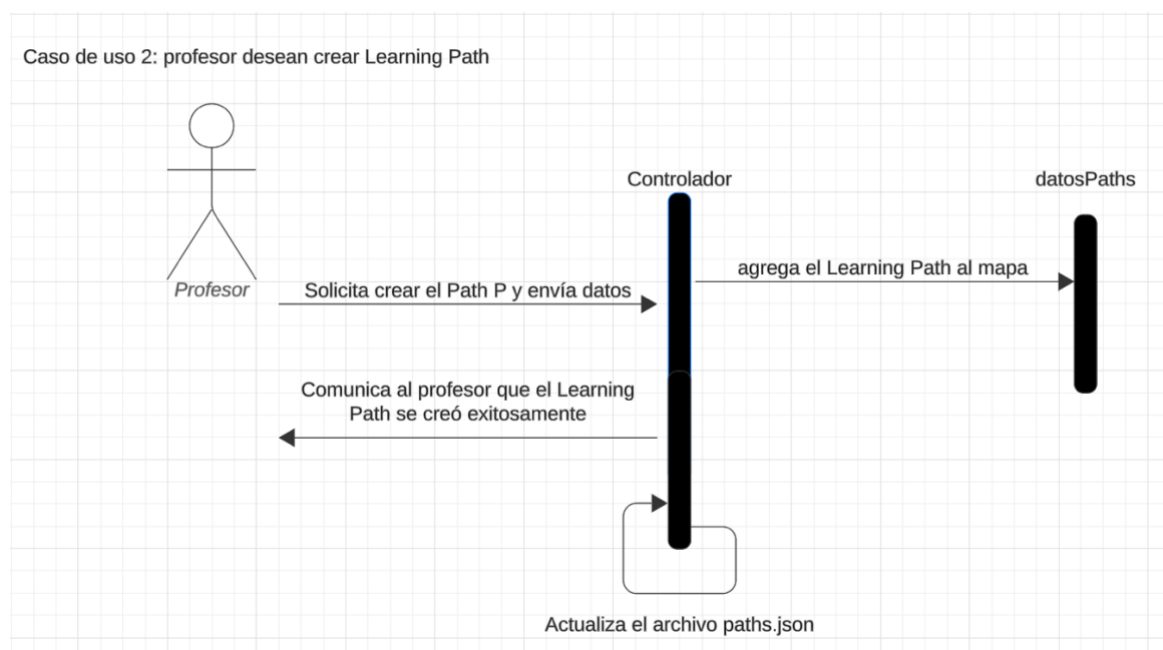 Caso de uso 2: profesor desean crear Learning Path
Controlador
datosPaths
agrega el Learning Path al mapa
Profesor
Solicita crear el Path P y envía datos
Comunica al profesor que el Learning
Path se creó exitosamente
Actualiza el archivo paths.json